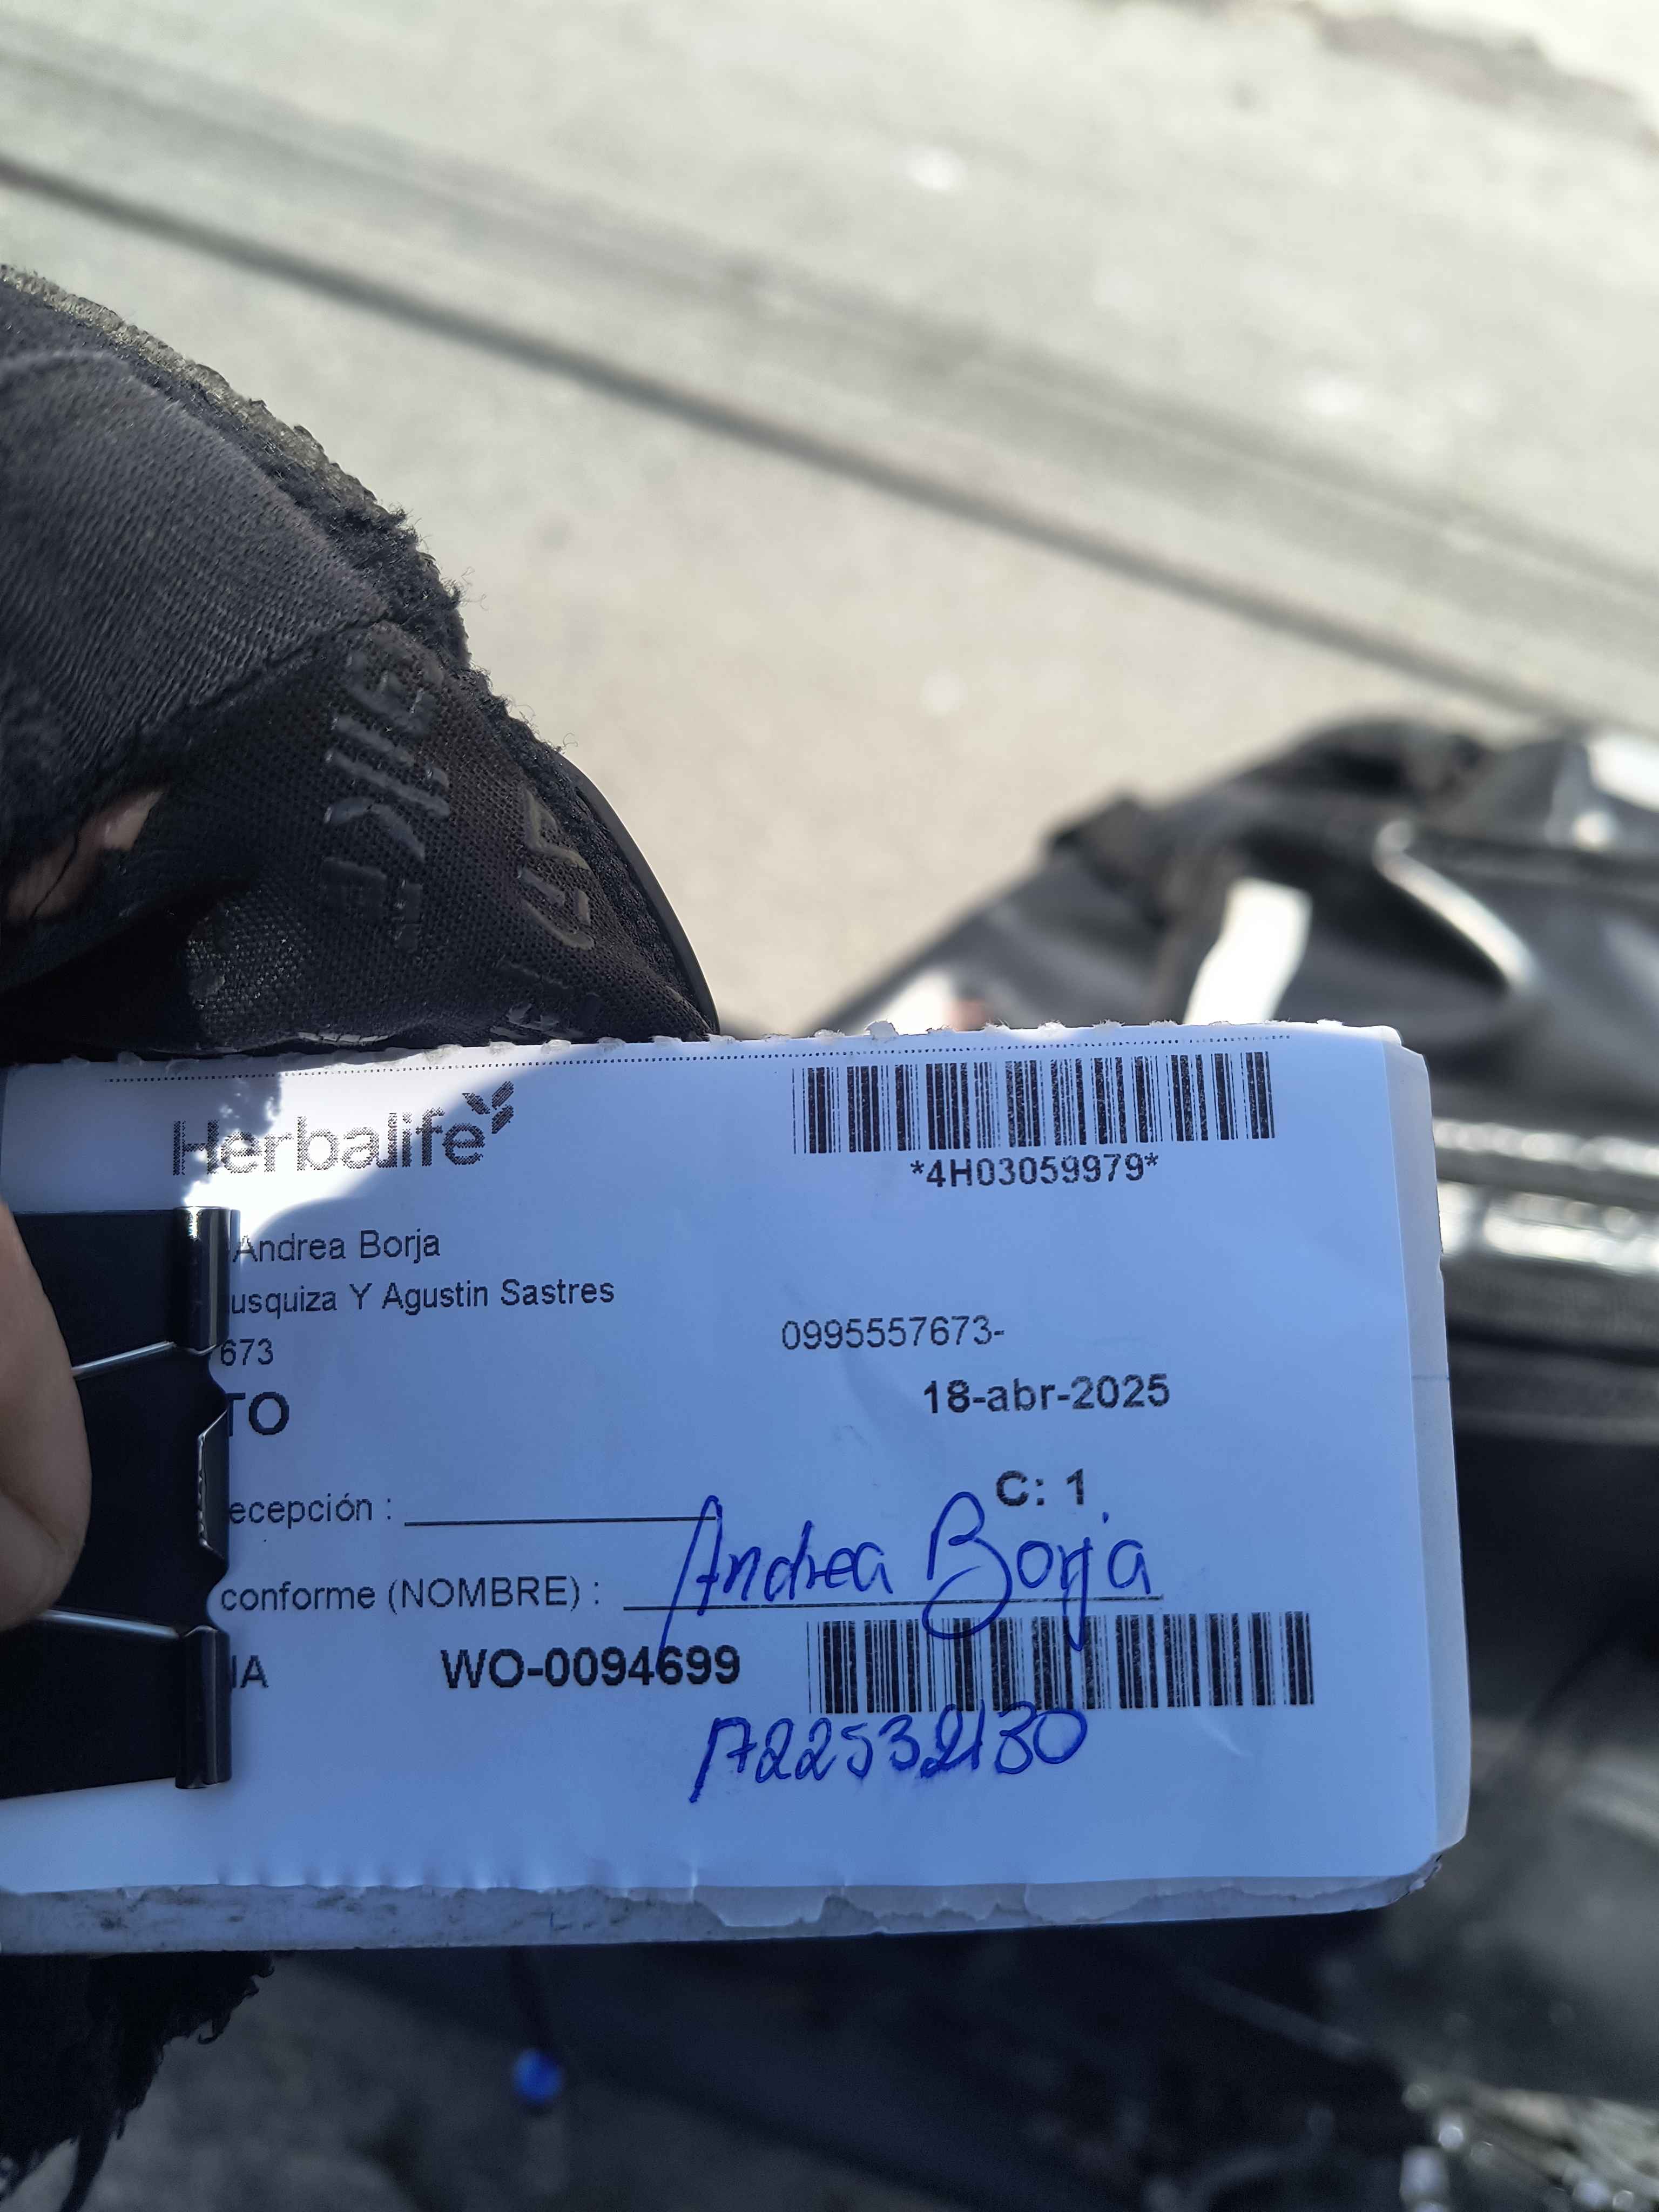 Herbalife
*4H03059979*
Andrea Borja
usquiza Y Agustin Sastres
673
0995557673-
TO
18-abr-2025
C: 1
ecepción :
conforme (NOMBRE) : Andrea Borja
IA
WO-0094699